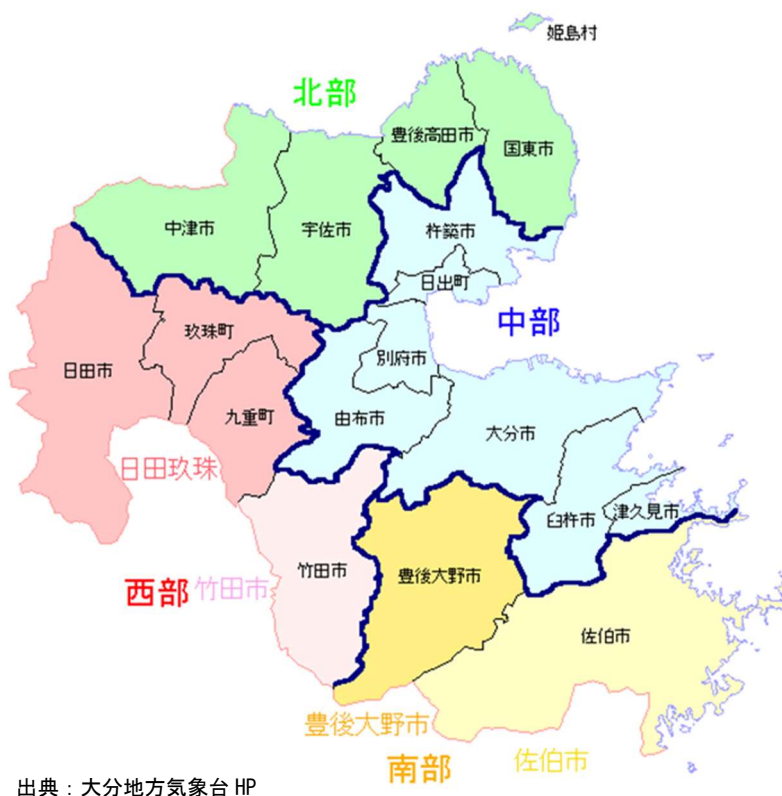 姫島村
北部
豊後高田市
国東市
中津市
宇佐市
杵築市
日出町
中部
玖珠町
日田市
別府市
九重町
由布市
大分市
日田玖珠
臼杵市
津久見市
竹田市
豊後大野市
西部
竹田市
佐伯市
豊後大野市
南部
佐伯市
出典：大分地方気象台 HP